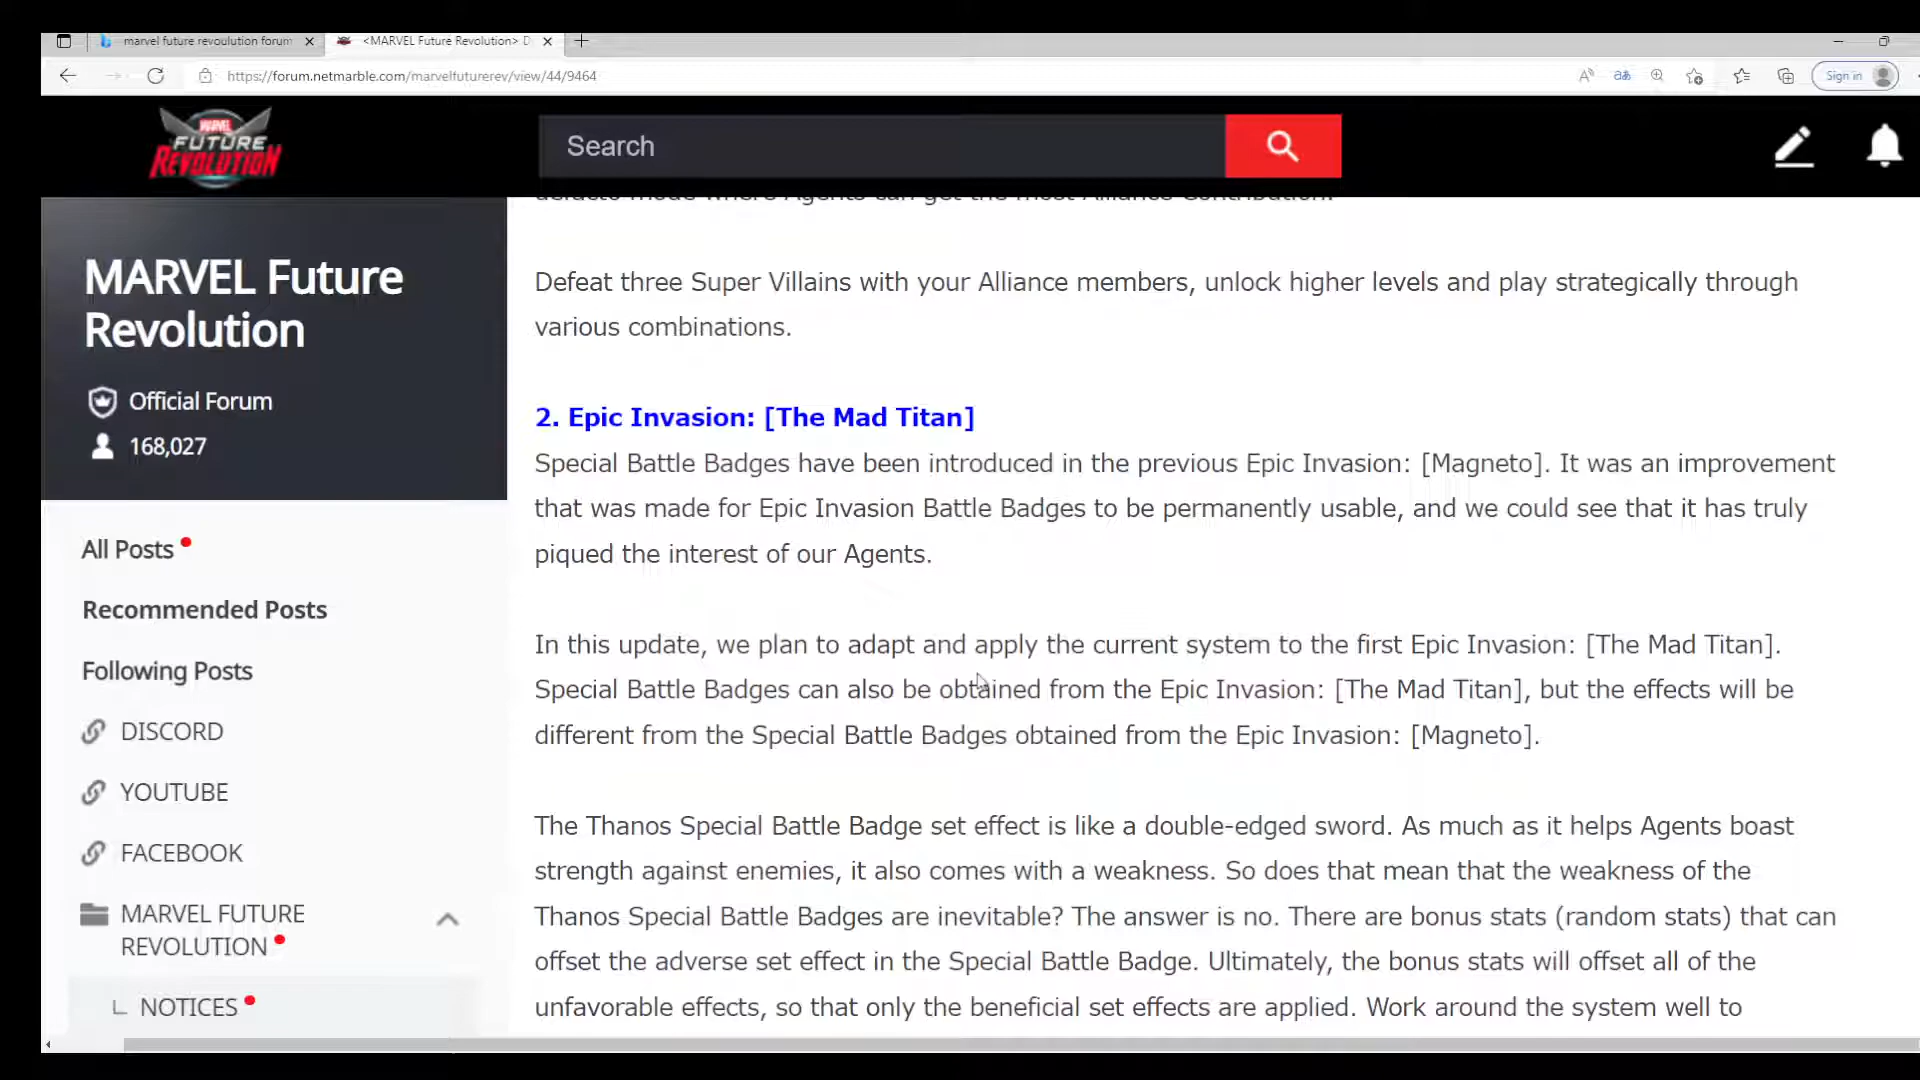 marvel future revoulution forum
<MARVEL Future Revolution> D
https://forum.netmarble.com/marvelfuturerev/view/44/9464
Sign in
MARVEL
FUTURE
REVOLUTION
Search
MARVEL Future
Revolution
Official Forum
168,027
All Posts
Recommended Posts
Following Posts
DISCORD
YOUTUBE
FACEBOOK
MARVEL FUTURE
REVOLUTION
NOTICES
defacto mode where Agents can get the most Alliance Contribution.
Defeat three Super Villains with your Alliance members, unlock higher levels and play strategically through
various combinations.
2. Epic Invasion: [The Mad Titan]
Special Battle Badges have been introduced in the previous Epic Invasion: [Magneto]. It was an improvement
that was made for Epic Invasion Battle Badges to be permanently usable, and we could see that it has truly
piqued the interest of our Agents.
In this update, we plan to adapt and apply the current system to the first Epic Invasion: [The Mad Titan].
Special Battle Badges can also be obtained from the Epic Invasion: [The Mad Titan], but the effects will be
different from the Special Battle Badges obtained from the Epic Invasion: [Magneto].
The Thanos Special Battle Badge set effect is like a double-edged sword. As much as it helps Agents boast
strength against enemies, it also comes with a weakness. So does that mean that the weakness of the
Thanos Special Battle Badges are inevitable? The answer is no. There are bonus stats (random stats) that can
offset the adverse set effect in the Special Battle Badge. Ultimately, the bonus stats will offset all of the
unfavorable effects, so that only the beneficial set effects are applied. Work around the system well to